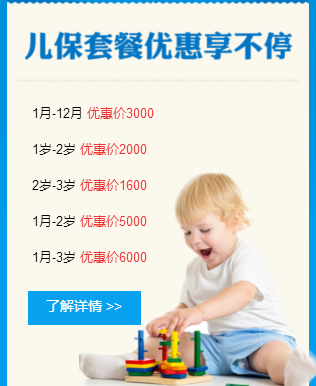 儿保套餐优惠享不停
1月-12月 优惠价3000
1岁-2岁 优惠价2000
2岁-3岁 优惠价1600
1月-2岁 优惠价5000
1月-3岁 优惠价6000
了解详情 >>